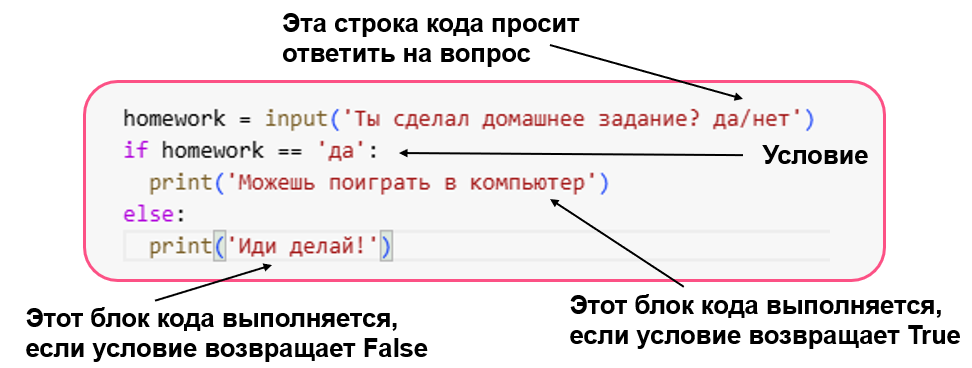 Эта строка кода просит
ответить на вопрос
homework = input('Ты сделал домашнее задание? да/нет')
if homework == 'да':
Условие
print('Можешь поиграть в компьютер')
else:
print('Иди делай!')
Этот блок кода выполняется,
если условие возвращает False
Этот блок кода выполняется,
если условие возвращает True